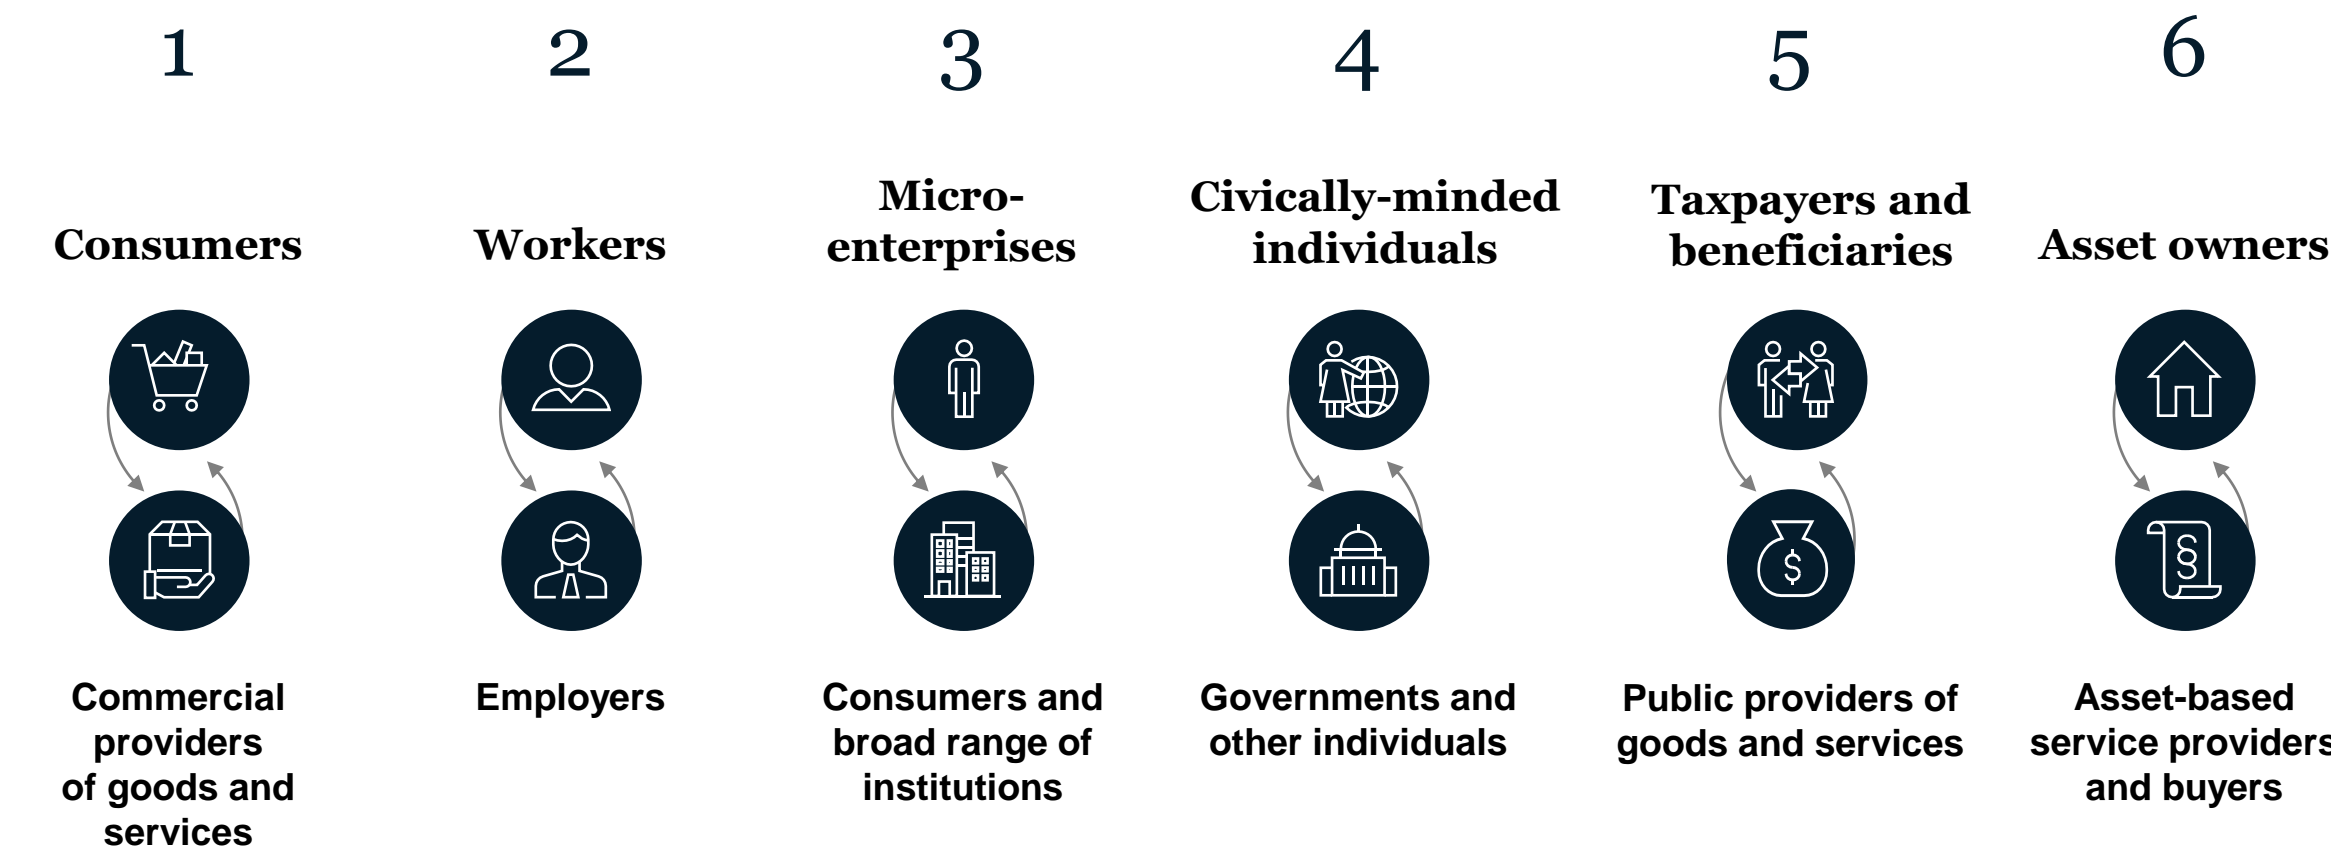 1
2
3
4
5
6
Consumers
Workers
Micro-
enterprises
Civically-minded
individuals
Taxpayers and
beneficiaries
Asset owners
$
§
Commercial
providers
of goods and
services
Employers
Consumers and
broad range of
institutions
Governments and
other individuals
Public providers of
goods and services
Asset-based
service providers
and buyers